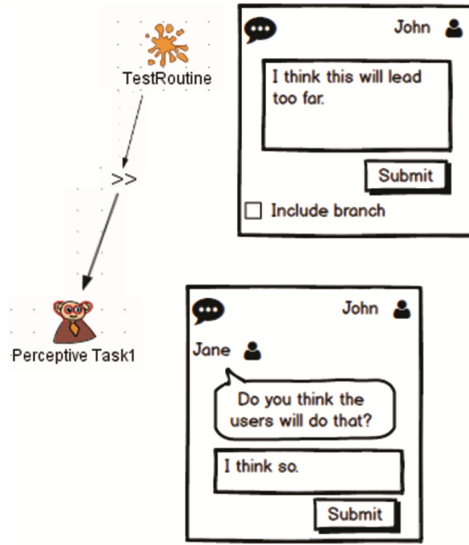 TestRoutine
>>
Perceptive Task1
John
I think this will lead
too far.
Submit
Include branch
John
Jane
Do you think the
users will do that?
I think so.
Submit